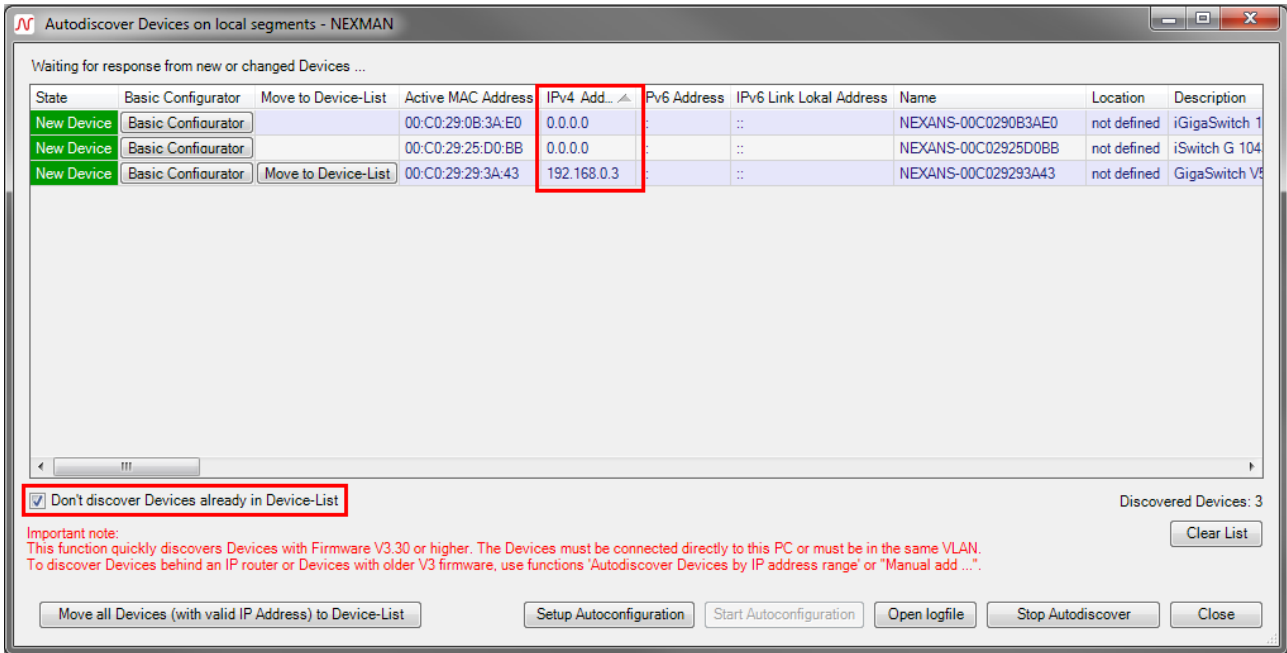 Autodiscover Devices on local segments - NEXMAN
Waiting for response from new or changed Devices ...
State Basic Configurator Move to Device-List Active MAC Address IPv4 Add... Pv6 Address IPv6 Link Lokal Address Name Location Description
New Device Basic Configurator 00:C0:29:0B:3A:E0 0.0.0.0 : :: NEXANS-00C0290B3AE0 not defined iGigaSwitch 1
New Device Basic Configurator 00:C0:29:25:D0:BB 0.0.0.0 : :: NEXANS-00C02925D0BB not defined iSwitch G 104
New Device Basic Configurator Move to Device-List 00:C0:29:29:3A:43 192.168.0.3 : :: NEXANS-00C029293A43 not defined GigaSwitch V5
Don't discover Devices already in Device-List Discovered Devices: 3
Important note:
This function quickly discovers Devices with Firmware V3.30 or higher. The Devices must be connected directly to this PC or must be in the same VLAN.
To discover Devices behind an IP router or Devices with older V3 firmware, use functions 'Autodiscover Devices by IP address range' or "Manual add ...".
Clear List
Move all Devices (with valid IP Address) to Device-List Setup Autoconfiguration Start Autoconfiguration Open logfile Stop Autodiscover Close